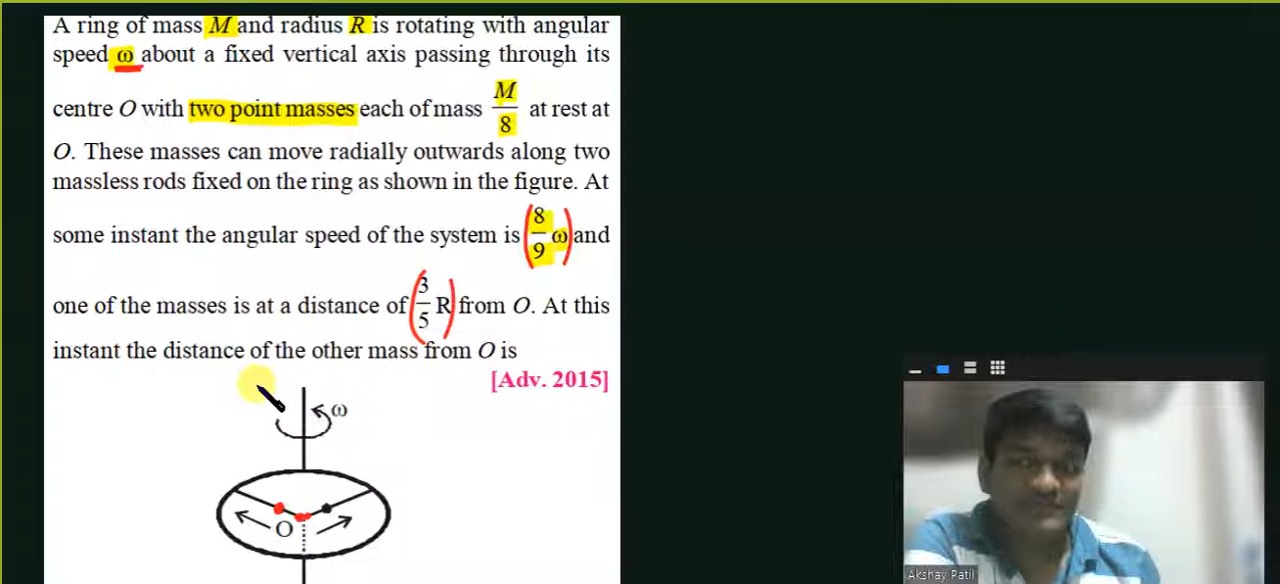 A ring of mass M and radius R is rotating with angular
speed ω about a fixed vertical axis passing through its
centre O with two point masses each of mass M/8 at rest at
O. These masses can move radially outwards along two
massless rods fixed on the ring as shown in the figure. At
some instant the angular speed of the system is (8/9 ω) and
one of the masses is at a distance of (3/5 R) from O. At this
instant the distance of the other mass from O is
[Adv. 2015]
ω
O
Akshay Patil